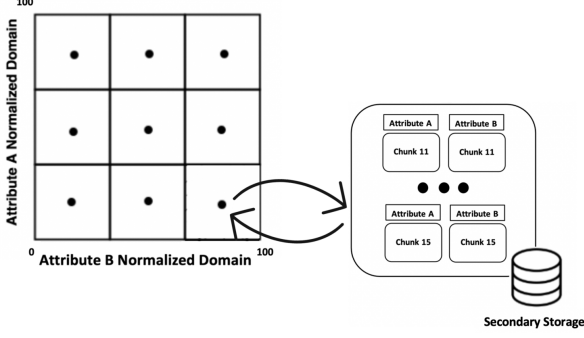 100
Attribute A Normalized Domain
0
100
Attribute B Normalized Domain
Attribute A
Attribute B
Chunk 11
Chunk 11
Attribute A
Attribute B
Chunk 15
Chunk 15
Secondary Storage